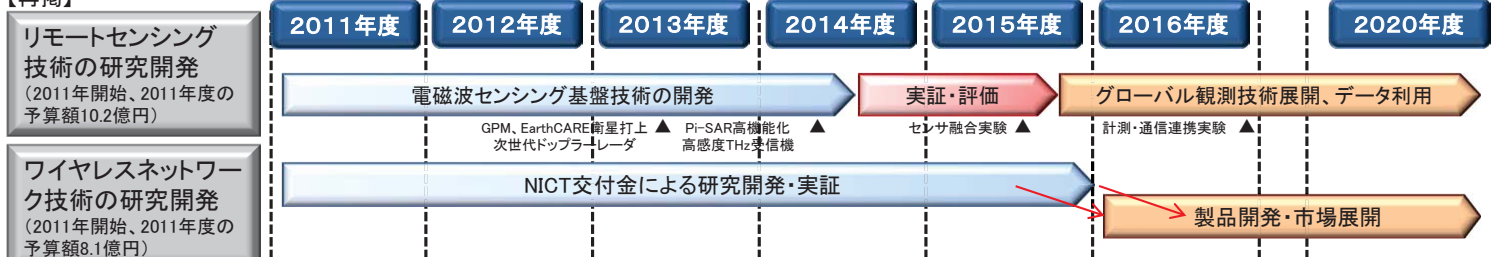 【再掲】
2011年度 2012年度 2013年度 2014年度 2015年度 2016年度 2020年度
リモートセンシング
技術の研究開発
(2011年開始、2011年度の
予算額10.2億円)
電磁波センシング基盤技術の開発
実証・評価
グローバル観測技術展開、データ利用
GPM、EarthCARE衛星打上 ▲
次世代ドップラーレーダ
Pi-SAR高機能化 ▲
高感度THz受信機
センサ融合実験 ▲
計測・通信連携実験 ▲
ワイヤレスネットワー
ク技術の研究開発
(2011年開始、2011年度の
予算額8.1億円)
NICT交付金による研究開発・実証
製品開発・市場展開